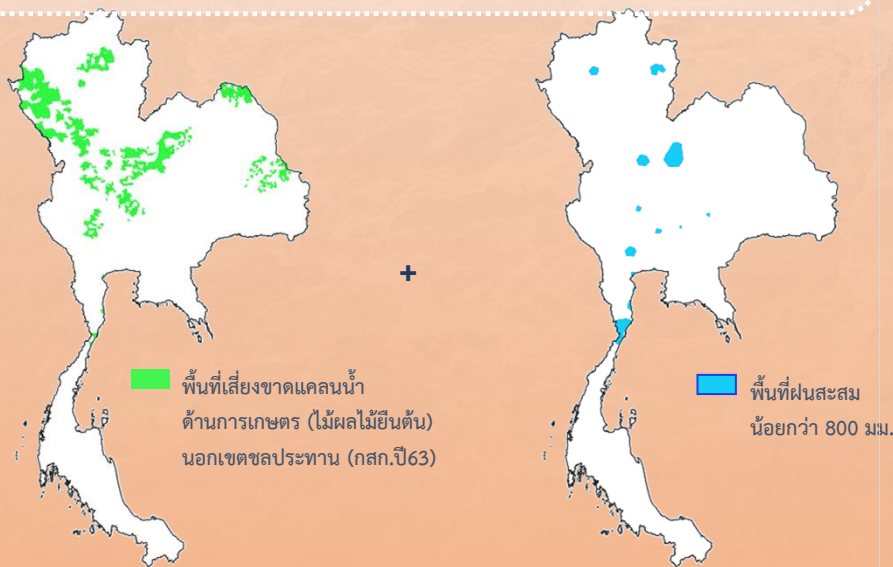 +
พื้นที่เสี่ยงขาดแคลนน้ำ
ด้านการเกษตร (ไม้ผลไม้ยืนต้น)
นอกเขตชลประทาน (กสก.ปี63)
พื้นที่ฝนสะสม
น้อยกว่า 800 มม.